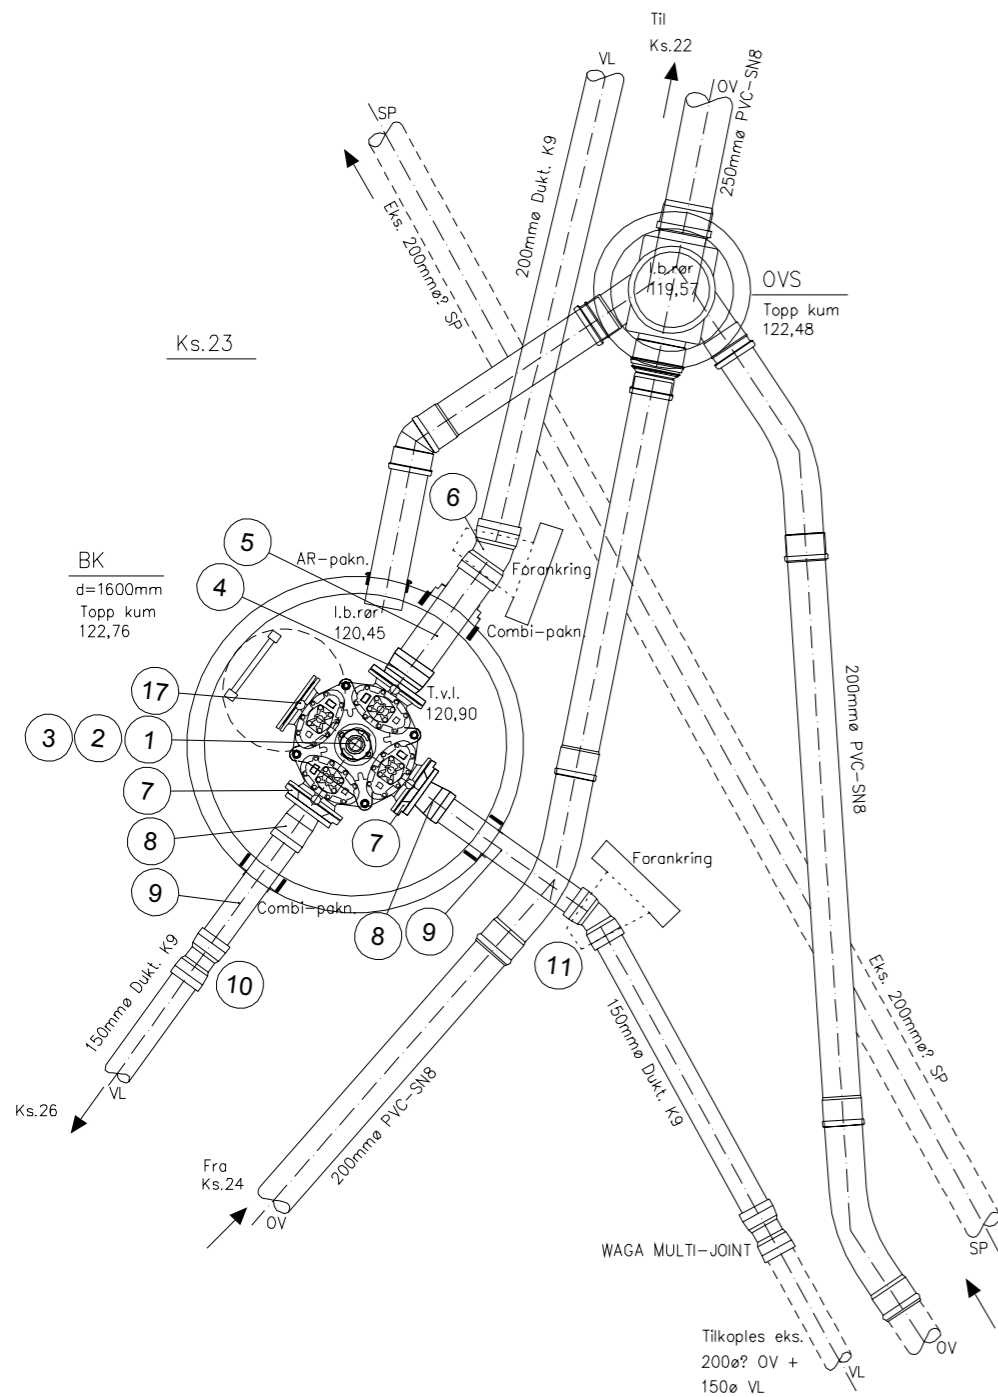 Til
Ks.22
VL
OV
250mmø PVC-SN8
SP
200mmø Dukt. K9
Eks. 200mmø? SP
I.b.rør
119,57
OVS
Topp kum
122,48
Ks.23
6
5
AR-pakn.
Forankring
BK
d=1600mm
Topp kum
122,76
4
I.b.rør
120,45
Combi-pakn.
17
T.v.l.
120,90
3
2
1
7
7
8
Forankring
200mmø PVC-SN8
9
Combi-pakn.
8
9
11
10
150mmø Dukt. K9
Eks. 200mmø? SP
VL
Ks.26
200mmø PVC-SN8
150mmø Dukt. K9
Fra
Ks.24
OV
WAGA MULTI-JOINT
SP
Tilkoples eks.
200ø? OV +
150ø VL
VL
OV